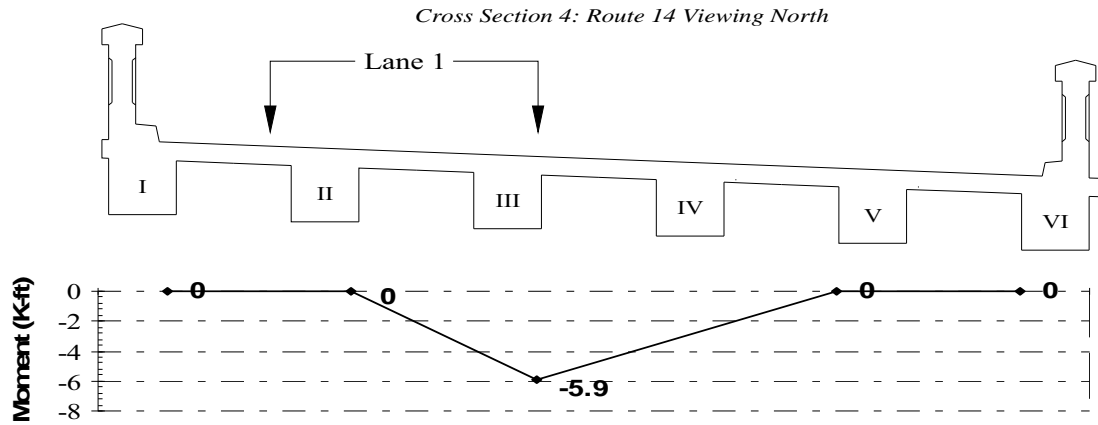 Cross Section 4: Route 14 Viewing North
Lane 1
I
II
III
IV
V
VI
Moment (K-ft)
0
-2
-4
-6
-8
0
0
-5.9
0
0